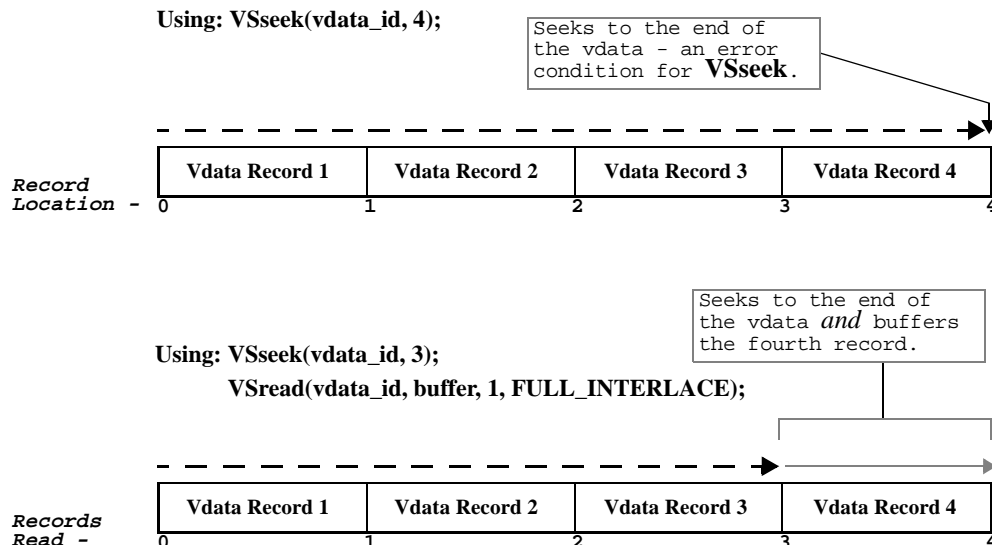 Using: VSseek(vdata_id, 4);
Seeks to the end of
the vdata - an error
condition for VSseek.
Vdata Record 1 Vdata Record 2 Vdata Record 3 Vdata Record 4
Record
Location - 0 1 2 3 4
Seeks to the end of
the vdata and buffers
the fourth record.
Using: VSseek(vdata_id, 3);
VSread(vdata_id, buffer, 1, FULL_INTERLACE);
Vdata Record 1 Vdata Record 2 Vdata Record 3 Vdata Record 4
Records
Read - 0 1 2 3 4